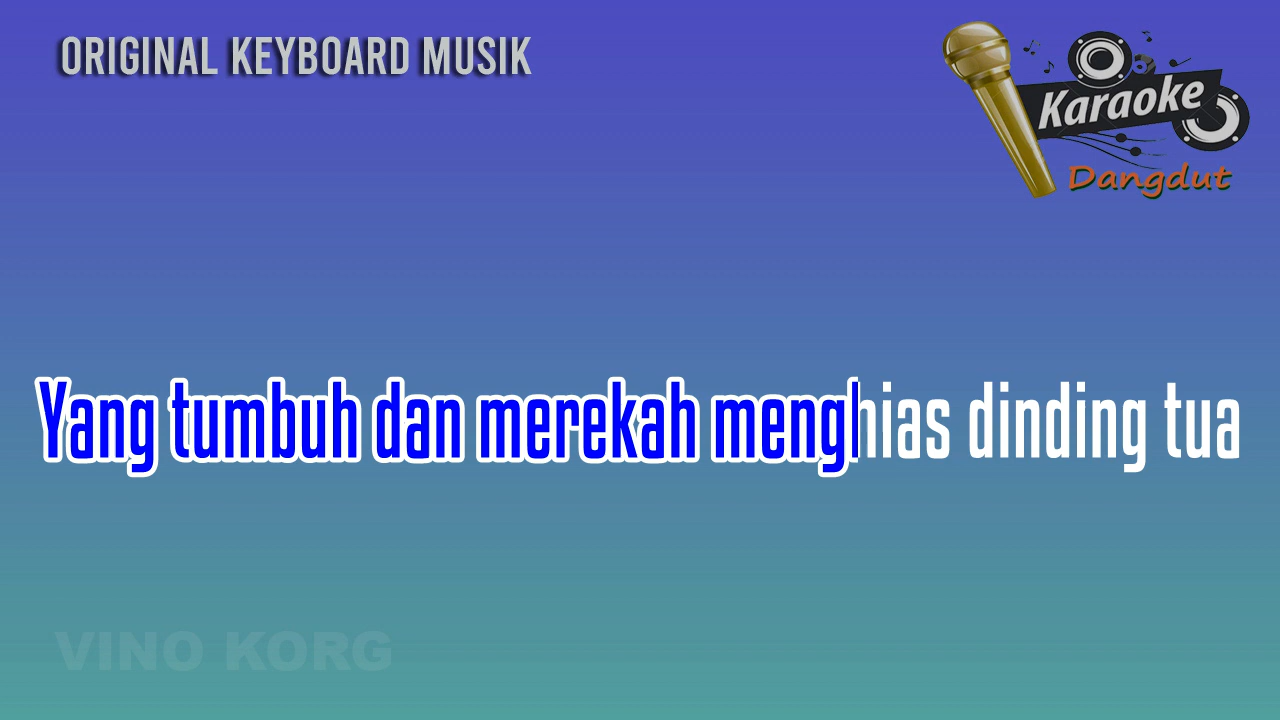 ORIGINAL KEYBOARD MUSIK
Karaoke
Dangdut
Yang tumbuh dan merekah menghias dinding tua
VINO KORG